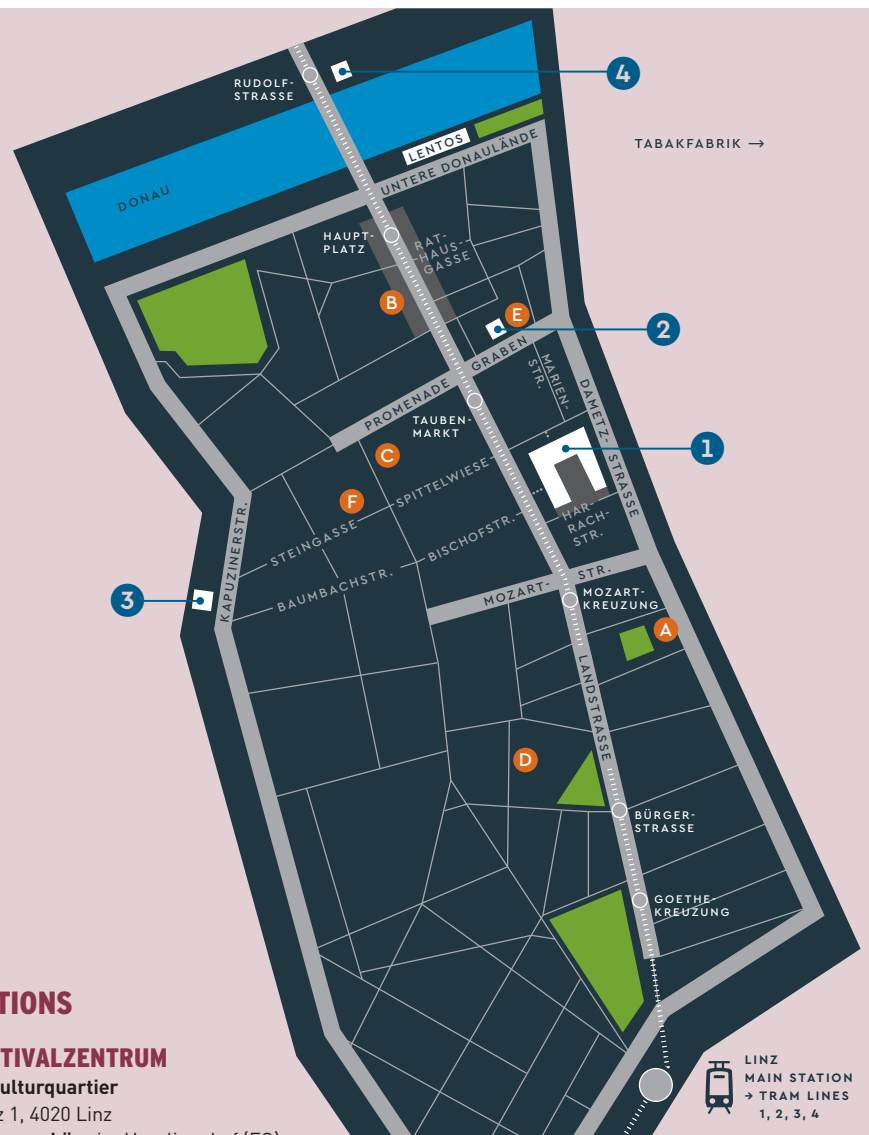 RUDOLF-
STRASSE
4
LENTOS
TABAKFABRIK →
UNTERE DONAULÄNDE
DONAU
HAUPT-
PLATZ
RAT-
HAUS-
GASSE
B
E
2
PROMENADE
GRABEN
MARIEN-
STR.
DAMETZ-
STRASSE
TAUBEN-
MARKT
C
1
SPITTELWIESE
F
STEINGASSE
BISCHOFSTR.
HAR-
RACH-
STR.
KAPUZINERSTR.
BAUMBACHSTR.
3
MOZART-
STR.
MOZART-
KREUZUNG
A
LANDSTRASSE
D
BÜRGER-
STRASSE
GOETHE-
KREUZUNG
TIONS
TIVALZENTRUM
ulturquartier
z 1, 4020 Linz
LINZ
MAIN STATION
→ TRAM LINES
1, 2, 3, 4